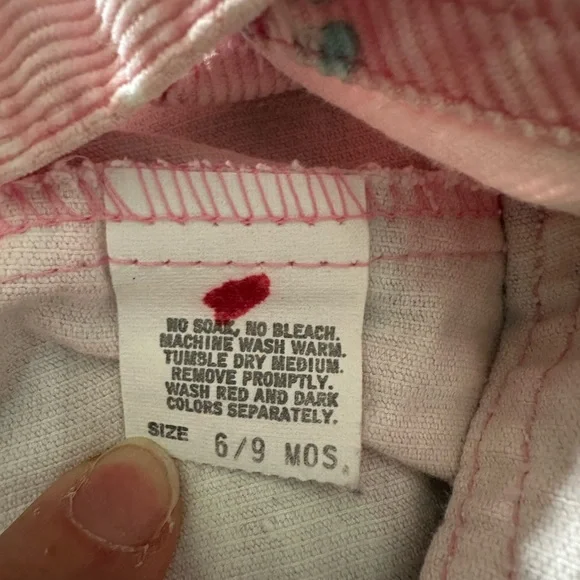 NO SOAK, NO BLEACH.
MACHINE WASH WARM.
TUMBLE DRY MEDIUM.
REMOVE PROMPTLY.
WASH RED AND DARK
COLORS SEPARATELY.
SIZE 6/9 MOS.